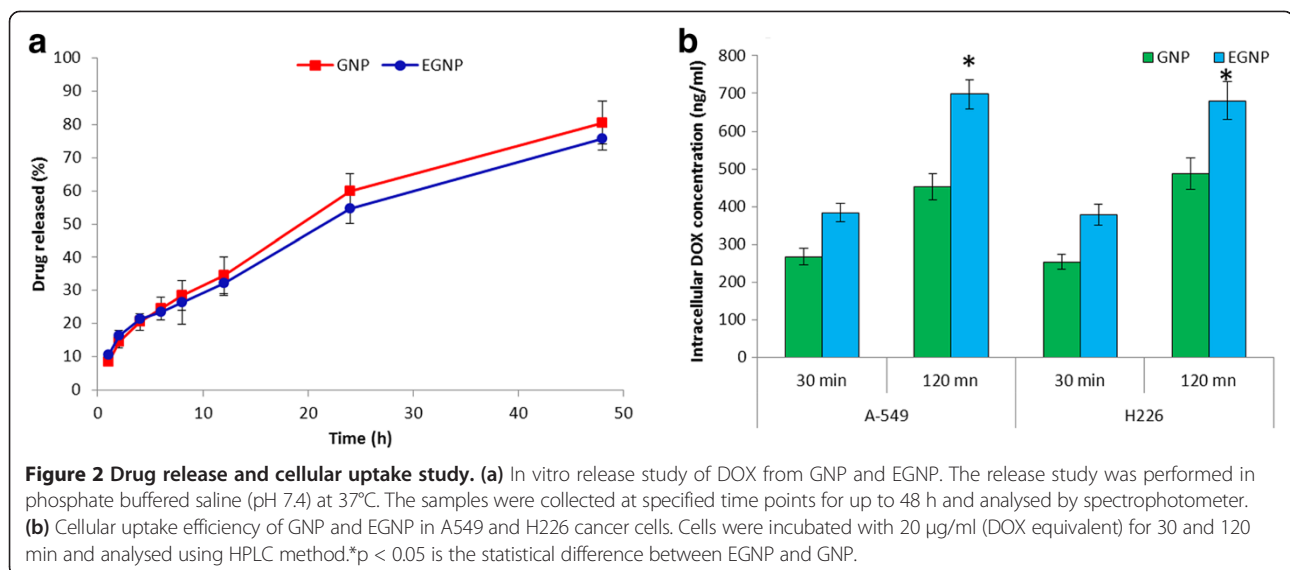 a
GNP EGNP
100
90
80
70
60
50
40
30
20
10
0
Drug released (%)
0 10 20 30 40 50
Time (h)
b
GNP EGNP
800
700
600
500
400
300
200
100
0
Intracellular DOX concentration (ng/ml)
* *
30 min 120 mn 30 min 120 mn
A-549 H226
Figure 2 Drug release and cellular uptake study. (a) In vitro release study of DOX from GNP and EGNP. The release study was performed in
phosphate buffered saline (pH 7.4) at 37°C. The samples were collected at specified time points for up to 48 h and analysed by spectrophotometer.
(b) Cellular uptake efficiency of GNP and EGNP in A549 and H226 cancer cells. Cells were incubated with 20 μg/ml (DOX equivalent) for 30 and 120
min and analysed using HPLC method.*p < 0.05 is the statistical difference between EGNP and GNP.